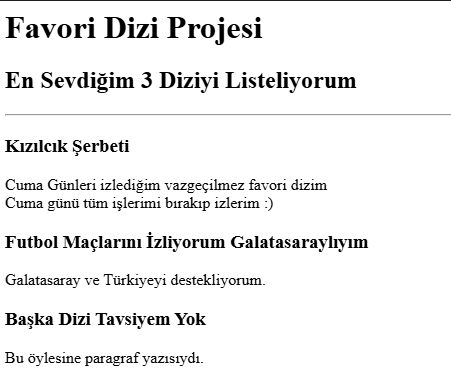 Favori Dizi Projesi
En Sevdiğim 3 Diziyi Listeliyorum
Kızılcık Şerbeti
Cuma Günleri izlediğim vazgeçilmez favori dizim
Cuma günü tüm işlerimi bırakıp izlerim :)
Futbol Maçlarını İzliyorum Galatasaraylıyım
Galatasaray ve Türkiyeyi destekliyorum.
Başka Dizi Tavsiyem Yok
Bu öylesine paragraf yazısıydı.